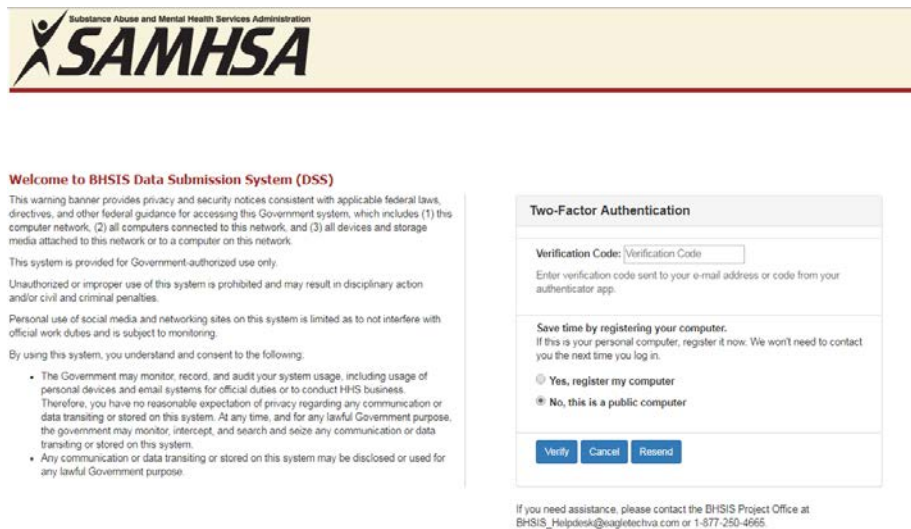 Substance Abuse and Mental Health Services Administration
SAMHSA
Welcome to BHSIS Data Submission System (DSS)
This warning banner provides privacy and security notices consistent with applicable federal laws,
directives, and other federal guidance for accessing this Government system, which includes (1) this
computer network, (2) all computers connected to this network, and (3) all devices and storage
media attached to this network or to a computer on this network.
This system is provided for Government-authorized use only.
Unauthorized or improper use of this system is prohibited and may result in disciplinary action
and/or civil and criminal penalties.
Personal use of social media and networking sites on this system is limited as to not interfere with
official work duties and is subject to monitoring.
By using this system, you understand and consent to the following:
• The Government may monitor, record, and audit your system usage, including usage of
personal devices and email systems for official duties or to conduct HHS business.
Therefore, you have no reasonable expectation of privacy regarding any communication or
data transiting or stored on this system. At any time, and for any lawful Government purpose,
the government may monitor, intercept, and search and seize any communication or data
transiting or stored on this system.
• Any communication or data transiting or stored on this system may be disclosed or used for
any lawful Government purpose.
Two-Factor Authentication
Verification Code: Verification Code
Enter verification code sent to your e-mail address or code from your
authenticator app.
Save time by registering your computer.
If this is your personal computer, register it now. We won't need to contact
you the next time you log in.
Yes, register my computer
No, this is a public computer
Verify Cancel Resend
If you need assistance, please contact the BHSIS Project Office at
BHSIS_Helpdesk@eagletechva.com or 1-877-250-4665.